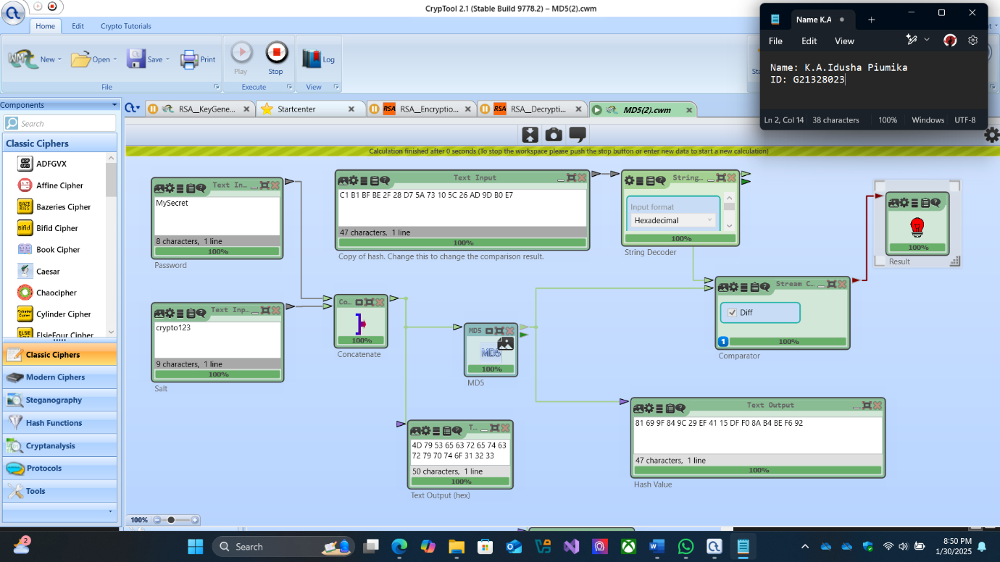 CrypTool 2.1 (Stable Build 9778.2) – MD5(2).cwm
Home Edit Crypto Tutorials
New Open Save Print
Play Stop
Log
File Execute View
Name K.A
File Edit View
Name: K.A.Idusha Piumika
ID: G21328023
Ln 2, Col 14 38 characters 100% Windows UTF-8
Components
RSA__KeyGene... Startcenter RSA RSA__Encryptio... RSA RSA__Decrypti... MD5(2).cwm
Search
Classic Ciphers
ADFGVX
Affine Cipher
Bazeries Cipher
Bifid Cipher
Book Cipher
Caesar
Chaocipher
Cylinder Cipher
ElsieFour Cipher
Classic Ciphers
Modern Ciphers
Steganography
Hash Functions
Cryptanalysis
Protocols
Tools
Calculation finished after 0 seconds (To stop the workspace please push the stop button or enter new data to start a new calculation)
Text In...
MySecret
8 characters, 1 line
100%
Password
Text Input
C1 B1 BF BE 2F 28 D7 5A 73 10 5C 26 AD 9D B0 E7
47 characters, 1 line
100%
Copy of hash. Change this to change the comparison result.
String...
Input format
Hexadecimal
100%
String Decoder
100%
Result
Text Inp...
crypto123
9 characters, 1 line
100%
Salt
Co...
100%
Concatenate
MD5
MD5
100%
MD5
Stream C...
Diff
1
100%
Comparator
T...
4D 79 53 65 63 72 65 74 63
72 79 70 74 6F 31 32 33
50 characters, 1 line
100%
Text Output (hex)
Text Output
81 69 9F 84 9C 29 EF 41 15 DF F0 8A B4 BE F6 92
47 characters, 1 line
100%
Hash Value
100%
2
Search
8:50 PM
1/30/2025